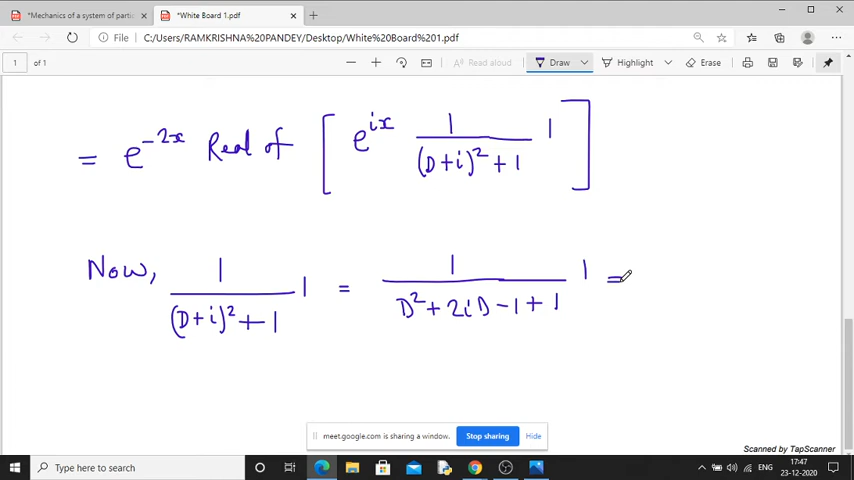 *Mechanics of a system of partic
*White Board 1.pdf
File C:/Users/RAMKRISHNA%20PANDEY/Desktop/White%20Board%201.pdf
1 of 1 Read aloud Draw Highlight Erase
= e^{-2x} Real of [ e^{ix} \frac{1}{(D+i)^2+1} 1 ]
Now, \frac{1}{(D+i)^2+1} 1 = \frac{1}{D^2+2iD-1+1} 1 =
meet.google.com is sharing a window. Stop sharing Hide
Scanned by TapScanner
Type here to search
ENG
17:47
23-12-2020